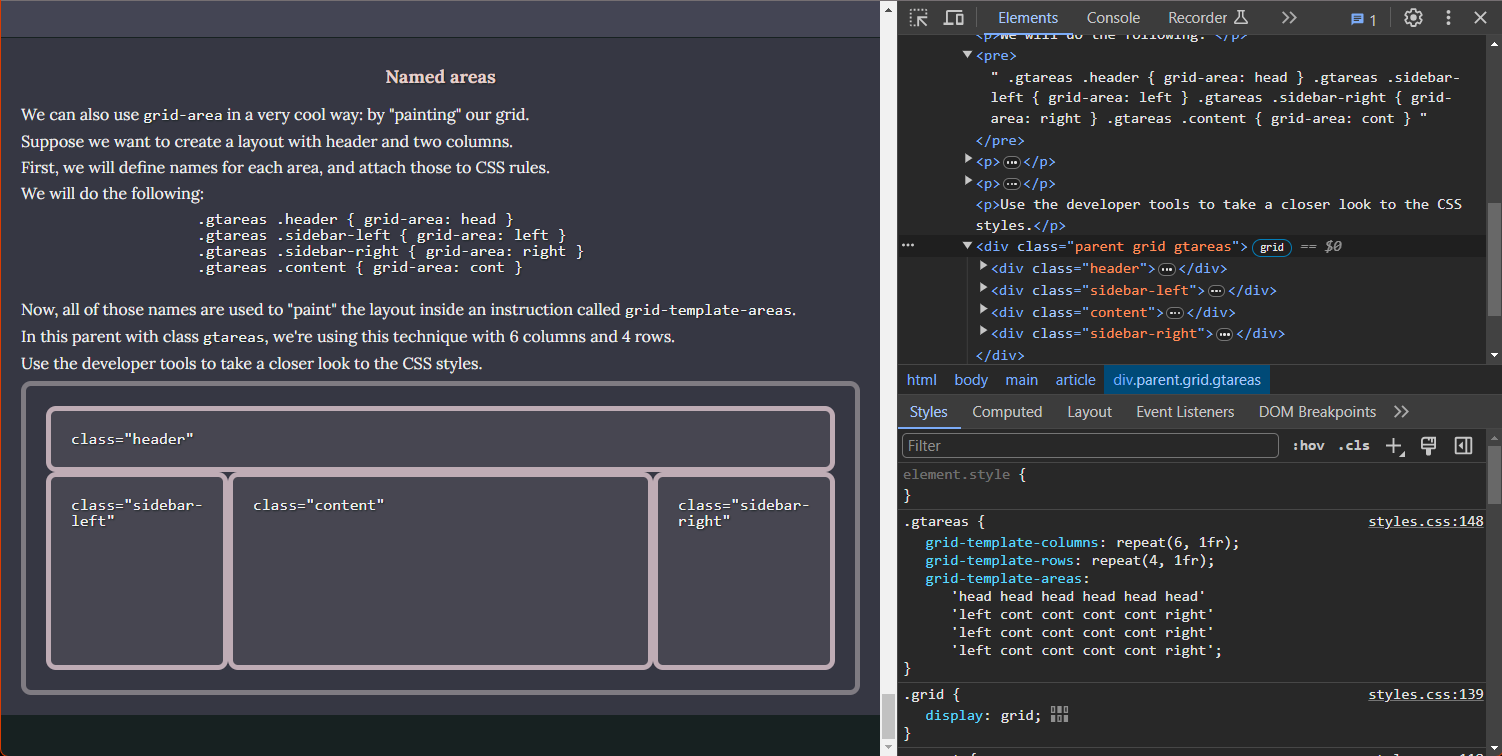 Named areas
We can also use grid-area in a very cool way: by "painting" our grid.
Suppose we want to create a layout with header and two columns.
First, we will define names for each area, and attach those to CSS rules.
We will do the following:
.gtareas .header { grid-area: head }
.gtareas .sidebar-left { grid-area: left }
.gtareas .sidebar-right { grid-area: right }
.gtareas .content { grid-area: cont }
Now, all of those names are used to "paint" the layout inside an instruction called grid-template-areas.
In this parent with class gtareas, we're using this technique with 6 columns and 4 rows.
Use the developer tools to take a closer look to the CSS styles.
class="header"
class="sidebar-
left"
class="content"
class="sidebar-
right"
Elements Console Recorder 1
<p>We will do the following: </p>
<pre>
" .gtareas .header { grid-area: head } .gtareas .sidebar-
left { grid-area: left } .gtareas .sidebar-right { grid-
area: right } .gtareas .content { grid-area: cont } "
</pre>
<p>…</p>
<p>…</p>
<p>Use the developer tools to take a closer look to the CSS
styles.</p>
… <div class="parent grid gtareas"> grid == $0
<div class="header">…</div>
<div class="sidebar-left">…</div>
<div class="content">…</div>
<div class="sidebar-right">…</div>
</div>
html body main article div.parent.grid.gtareas
Styles Computed Layout Event Listeners DOM Breakpoints
Filter :hov .cls
element.style {
}
.gtareas { styles.css:148
grid-template-columns: repeat(6, 1fr);
grid-template-rows: repeat(4, 1fr);
grid-template-areas:
'head head head head head head'
'left cont cont cont cont right'
'left cont cont cont cont right'
'left cont cont cont cont right';
}
.grid { styles.css:139
display: grid;
}